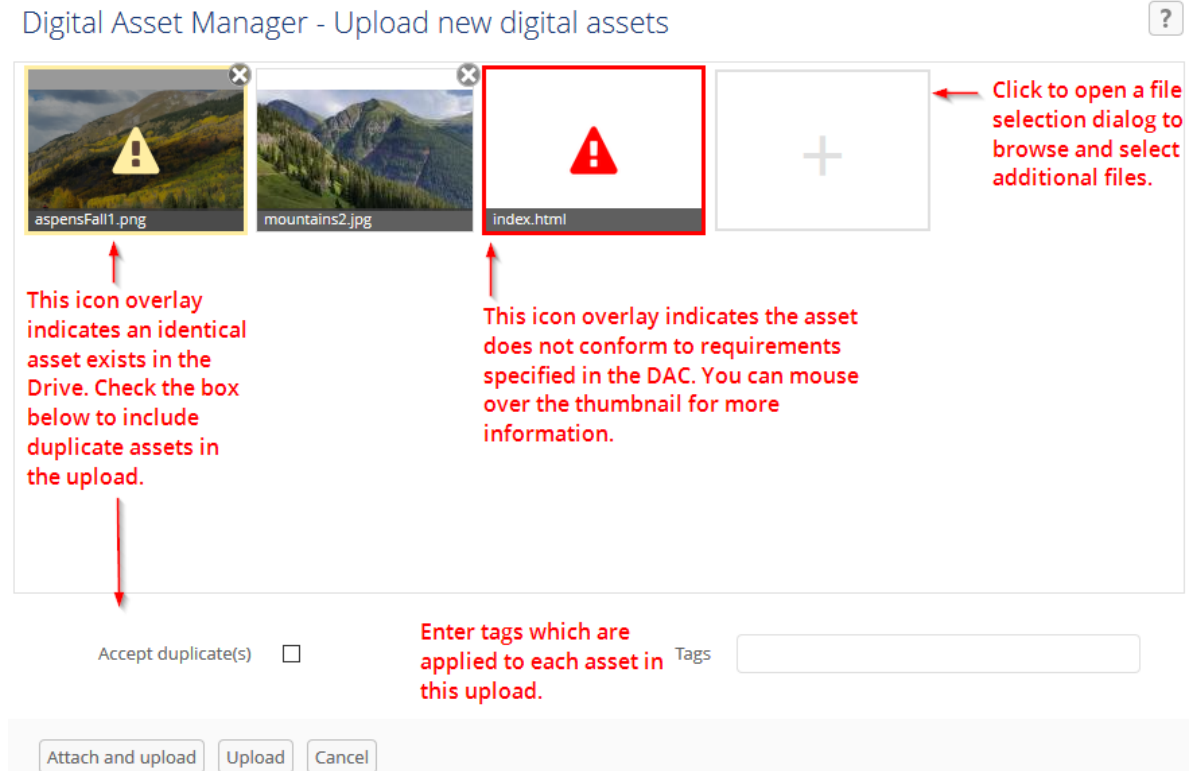 Digital Asset Manager - Upload new digital assets
?
aspensFall1.png
mountains2.jpg
index.html
Click to open a file
selection dialog to
browse and select
additional files.
This icon overlay
indicates an identical
asset exists in the
Drive. Check the box
below to include
duplicate assets in
the upload.
This icon overlay indicates the asset
does not conform to requirements
specified in the DAC. You can mouse
over the thumbnail for more
information.
Accept duplicate(s)
Enter tags which are
applied to each asset in
this upload.
Tags
Attach and upload
Upload
Cancel